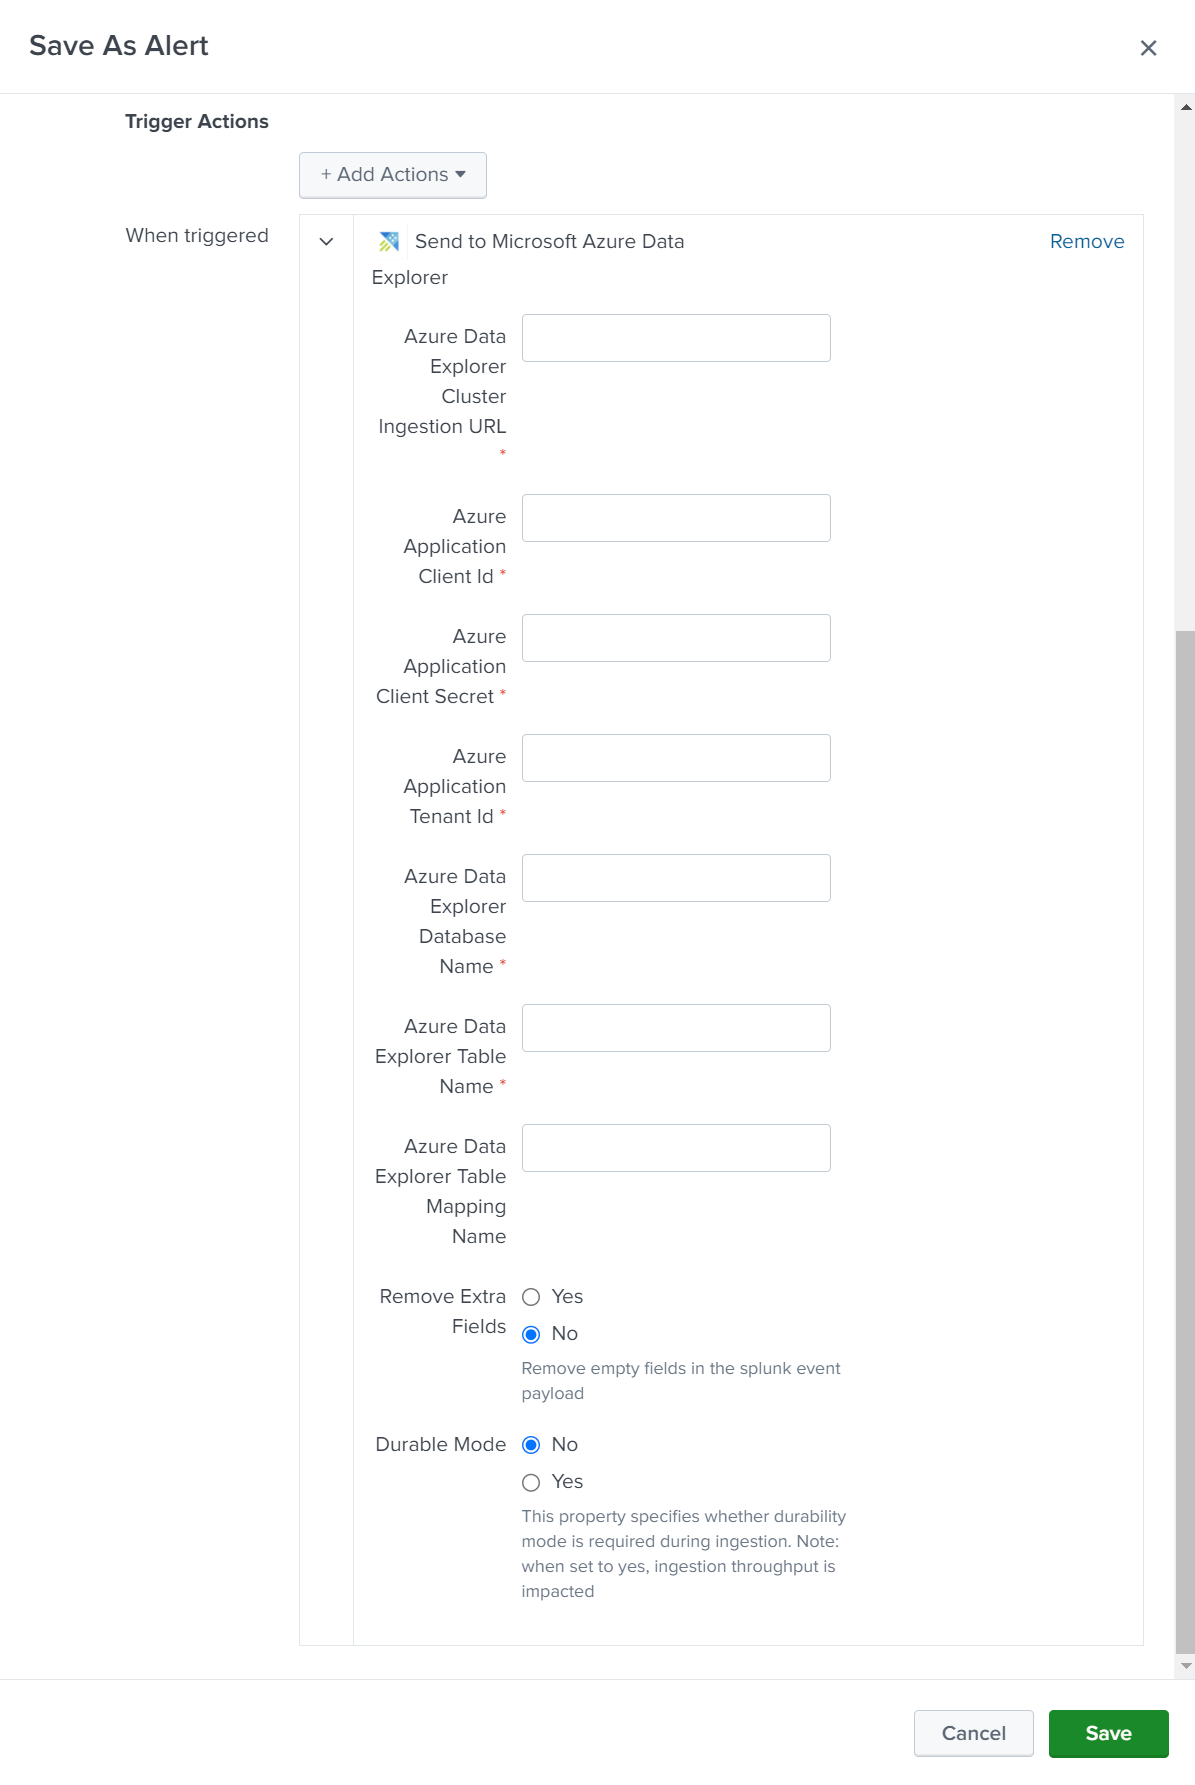 Save As Alert
Trigger Actions
+ Add Actions
When triggered
Send to Microsoft Azure Data
Explorer
Remove
Azure Data
Explorer
Cluster
Ingestion URL
*
Azure
Application
Client Id *
Azure
Application
Client Secret *
Azure
Application
Tenant Id *
Azure Data
Explorer
Database
Name *
Azure Data
Explorer Table
Name *
Azure Data
Explorer Table
Mapping
Name
Remove Extra
Fields
Yes
No
Remove empty fields in the splunk event
payload
Durable Mode
No
Yes
This property specifies whether durability
mode is required during ingestion. Note:
when set to yes, ingestion throughput is
impacted
Cancel
Save